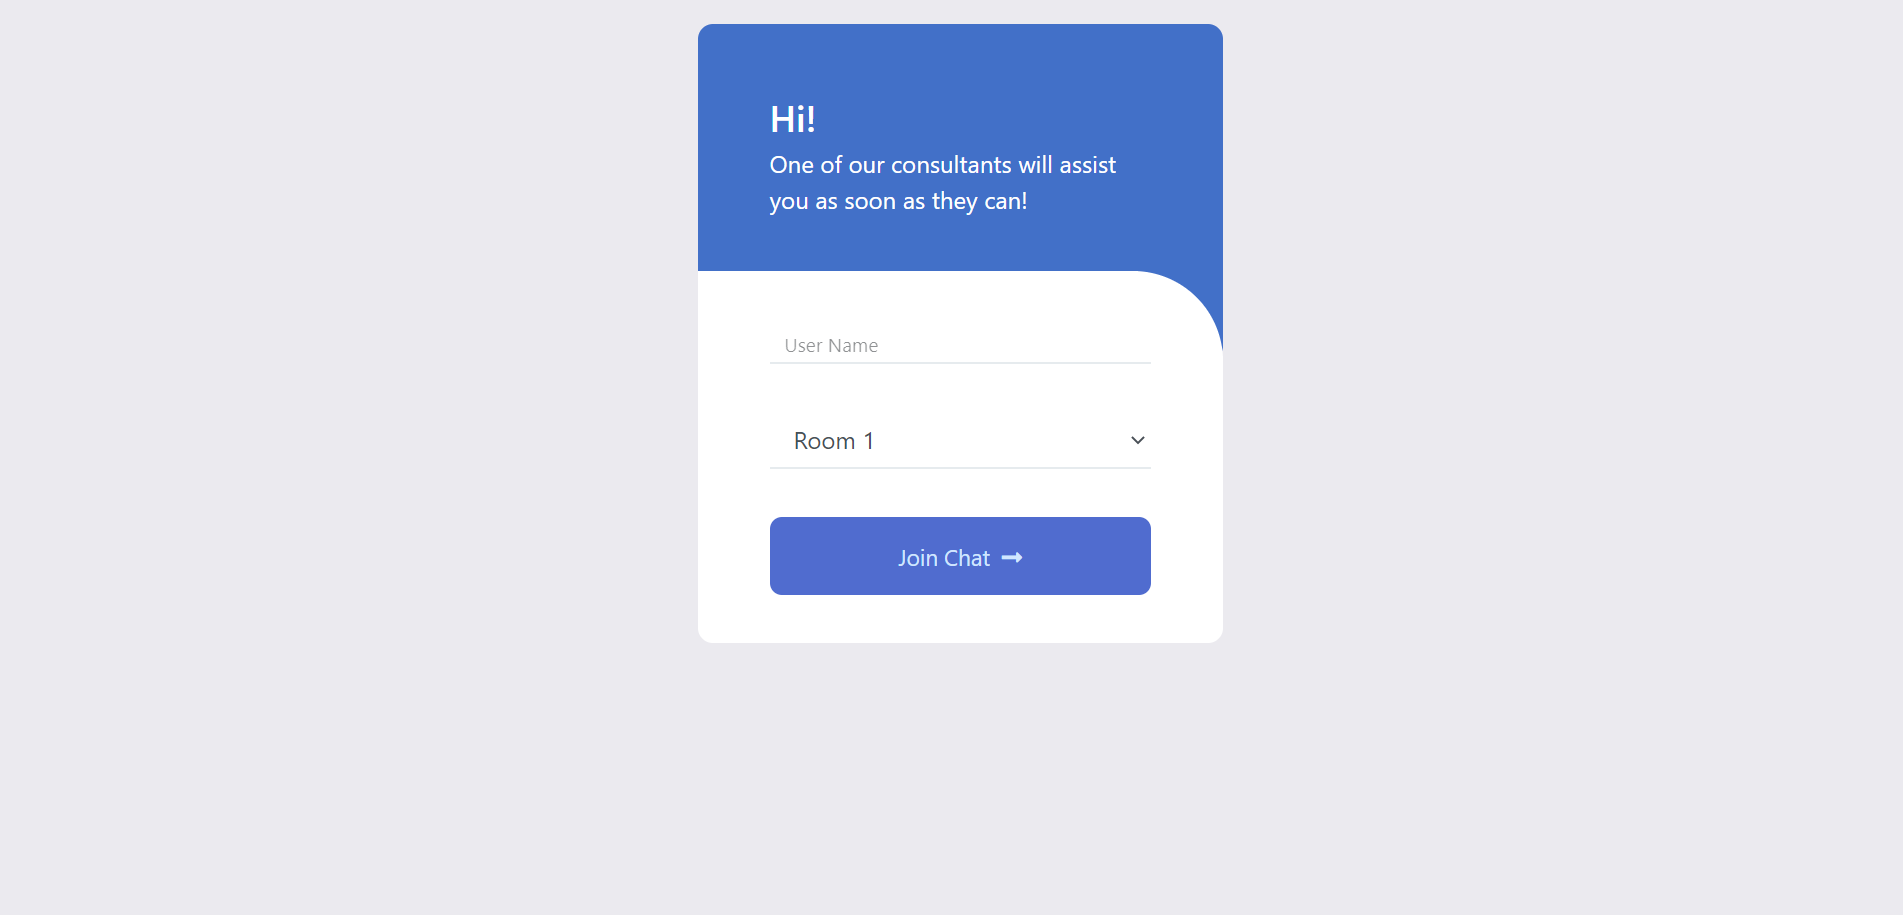 Hi!
One of our consultants will assist
you as soon as they can!
User Name
Room 1
Join Chat